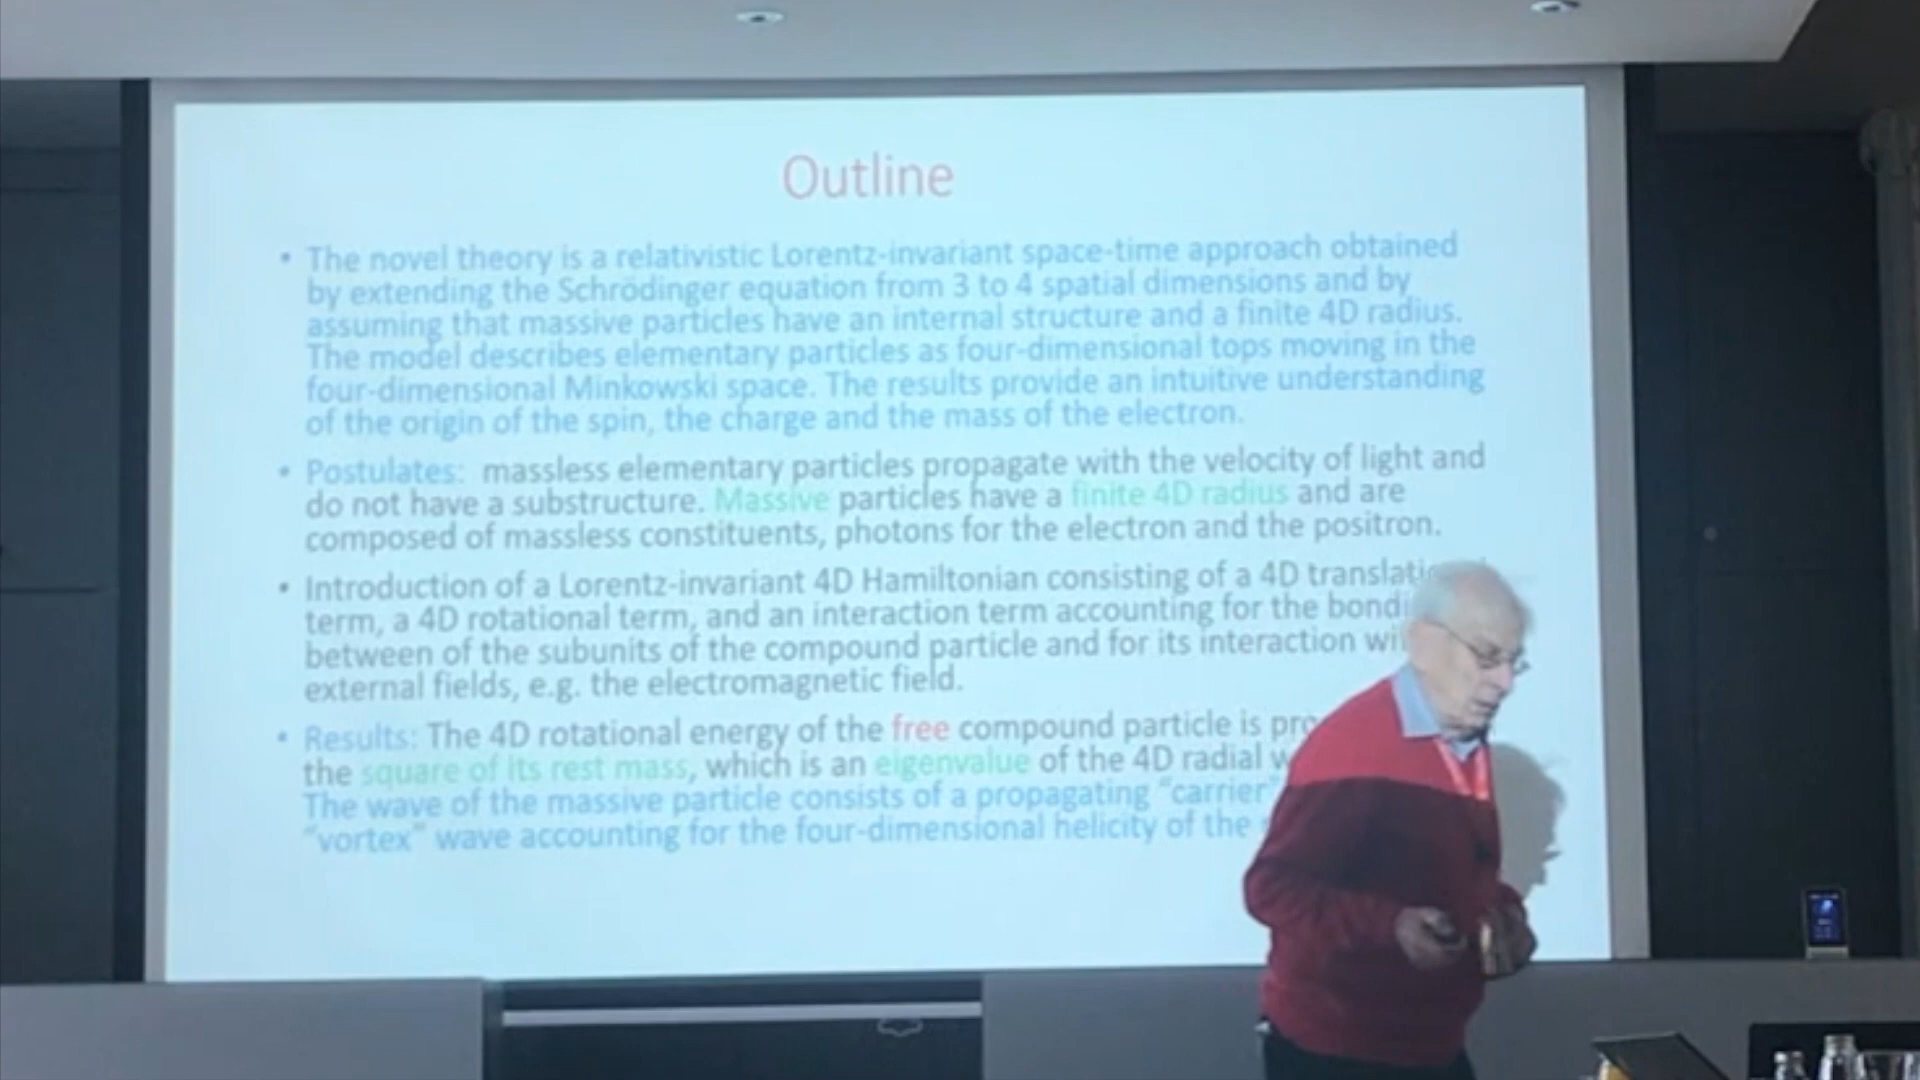 Outline
• The novel theory is a relativistic Lorentz-invariant space-time approach obtained
by extending the Schrödinger equation from 3 to 4 spatial dimensions and by
assuming that massive particles have an internal structure and a finite 4D radius.
The model describes elementary particles as four-dimensional tops moving in the
four-dimensional Minkowski space. The results provide an intuitive understanding
of the origin of the spin, the charge and the mass of the electron.
• Postulates: massless elementary particles propagate with the velocity of light and
do not have a substructure. Massive particles have a finite 4D radius and are
composed of massless constituents, photons for the electron and the positron.
• Introduction of a Lorentz-invariant 4D Hamiltonian consisting of a 4D
term, a 4D rotational term, and an interaction term accounting for the
between of the subunits of the compound particle and for its interaction
external fields, e.g. the electromagnetic field.
• Results: The 4D rotational energy of the free compound particle is
the square of its rest mass, which is an eigenvalue of the 4D radial
The wave of the massive particle consists of a propagating "carrier"
"vortex" wave accounting for the four-dimensional helicity of the